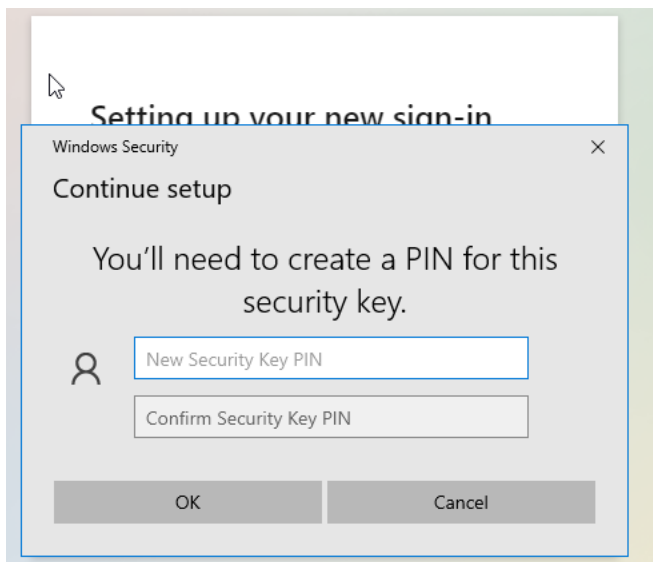 Setting up your new sign-in
Windows Security
Continue setup
You'll need to create a PIN for this
security key.
New Security Key PIN
Confirm Security Key PIN
OK
Cancel